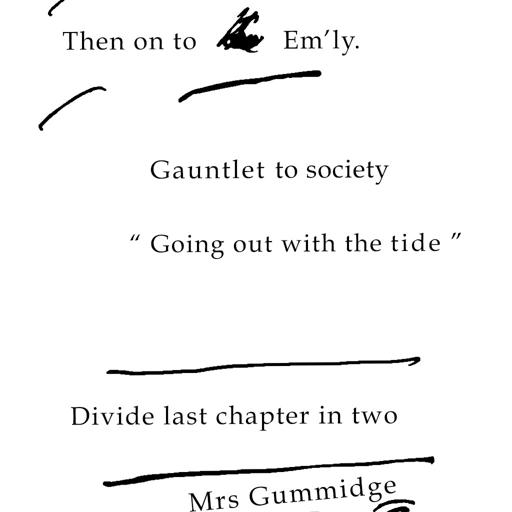 Then on to Em'ly.
Gauntlet to society
“ Going out with the tide ”
Divide last chapter in two
Mrs Gummidge